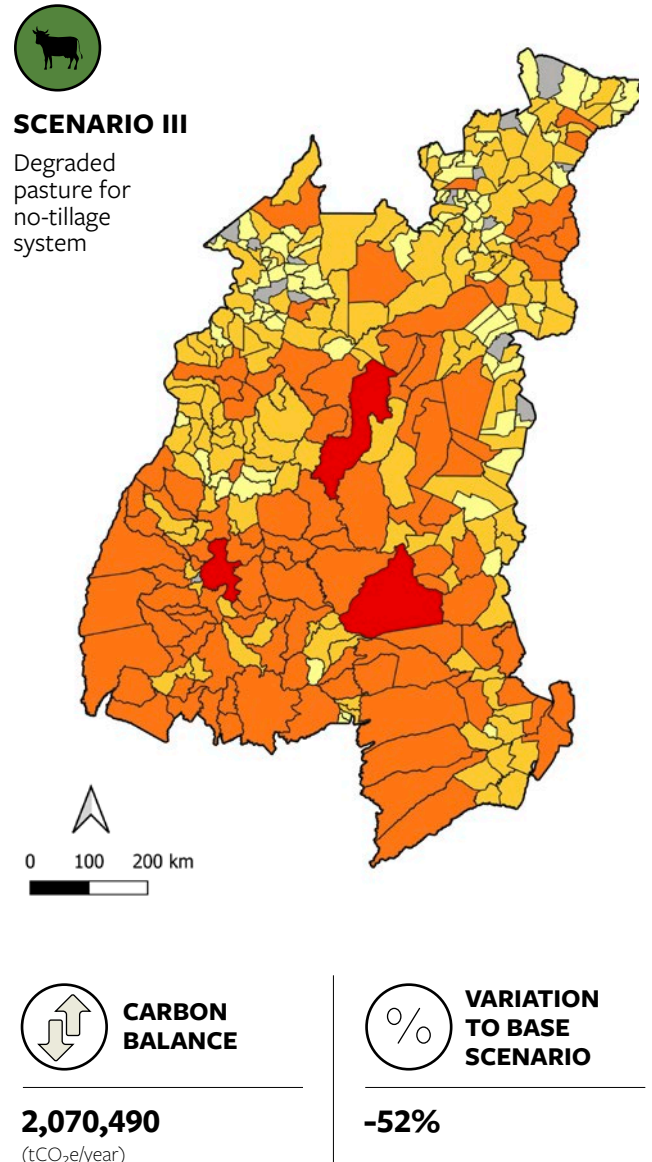 SCENARIO III
Degraded
pasture for
no-tillage
system
0 100 200 km
CARBON
BALANCE
%
VARIATION
TO BASE
SCENARIO
2,070,490
(tCO₂e/year)
-52%